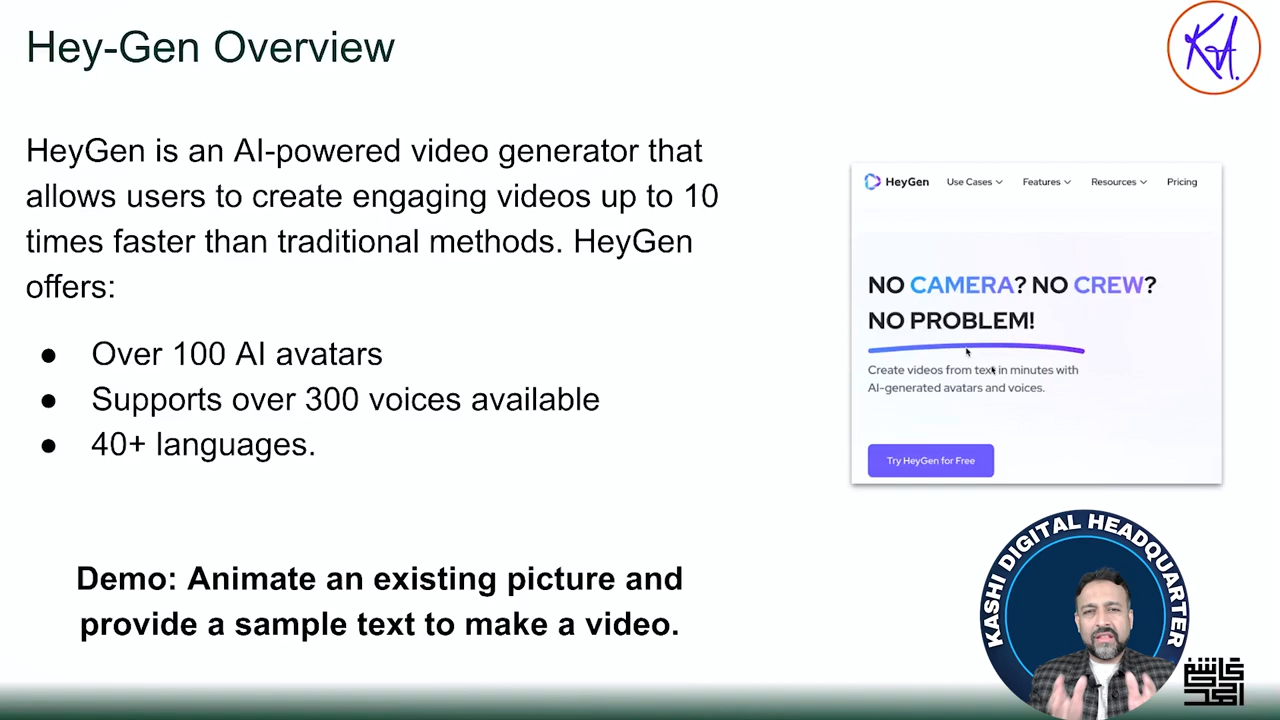 Hey-Gen Overview
KA.
HeyGen is an AI-powered video generator that
allows users to create engaging videos up to 10
times faster than traditional methods. HeyGen
offers:
● Over 100 AI avatars
● Supports over 300 voices available
● 40+ languages.
Demo: Animate an existing picture and
provide a sample text to make a video.
HeyGen Use Cases Features Resources Pricing
NO CAMERA? NO CREW?
NO PROBLEM!
Create videos from text in minutes with
AI-generated avatars and voices.
Try HeyGen for Free
KASHI DIGITAL HEADQUARTER